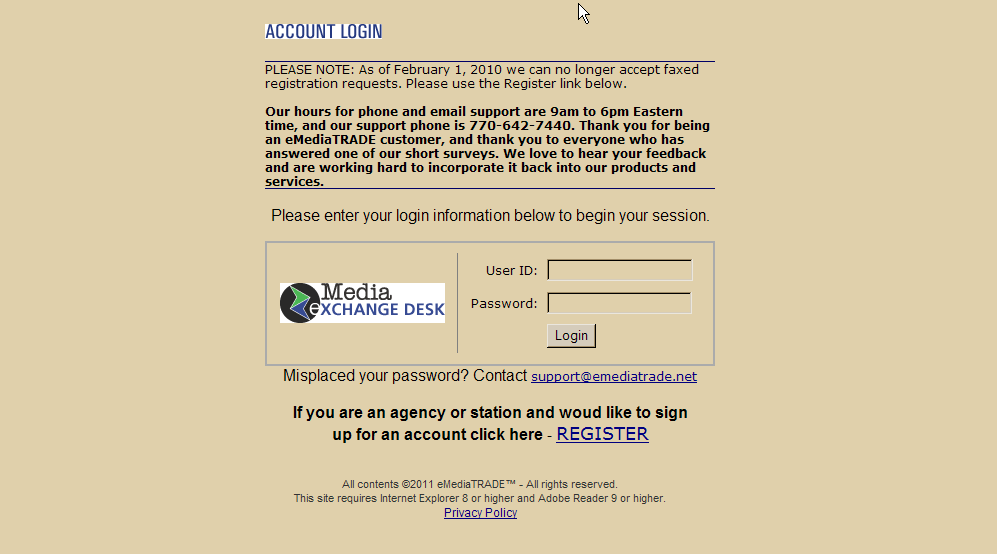 ACCOUNT LOGIN
PLEASE NOTE: As of February 1, 2010 we can no longer accept faxed
registration requests. Please use the Register link below.
Our hours for phone and email support are 9am to 6pm Eastern
time, and our support phone is 770-642-7440. Thank you for being
an eMediaTRADE customer, and thank you to everyone who has
answered one of our short surveys. We love to hear your feedback
and are working hard to incorporate it back into our products and
services.
Please enter your login information below to begin your session.
Media
eXCHANGE DESK
User ID:
Password:
Login
Misplaced your password? Contact support@emediatrade.net
If you are an agency or station and woud like to sign
up for an account click here - REGISTER
All contents ©2011 eMediaTRADE™ - All rights reserved.
This site requires Internet Explorer 8 or higher and Adobe Reader 9 or higher.
Privacy Policy